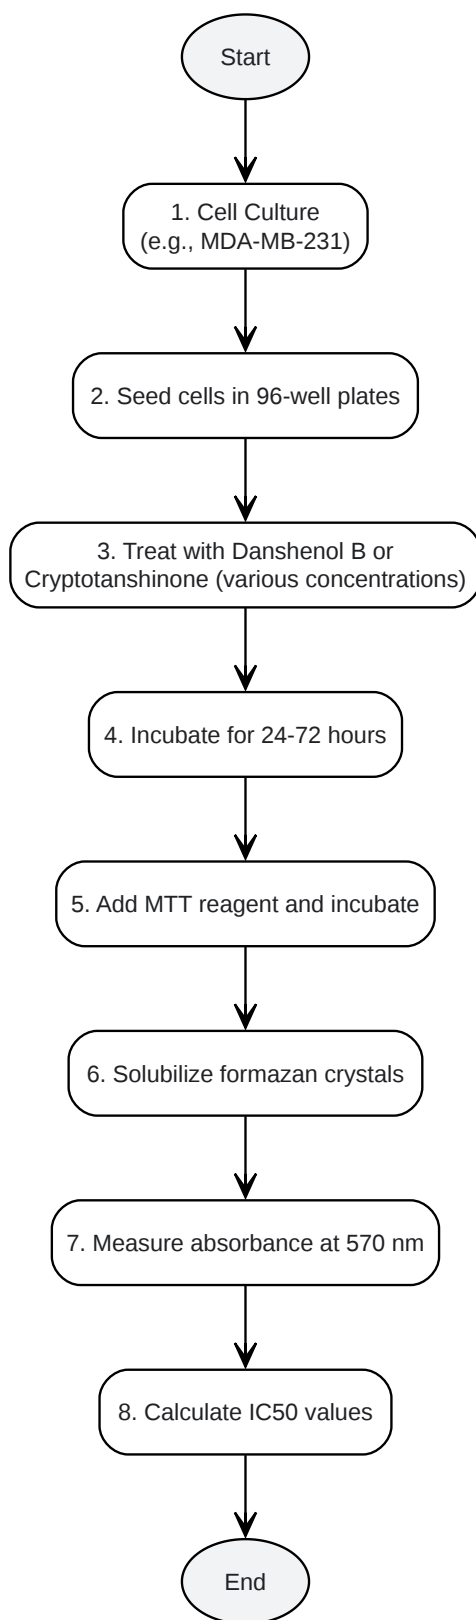 Start
1. Cell Culture
(e.g., MDA-MB-231)
2. Seed cells in 96-well plates
3. Treat with Danshenol B or
Cryptotanshinone (various concentrations)
4. Incubate for 24-72 hours
5. Add MTT reagent and incubate
6. Solubilize formazan crystals
7. Measure absorbance at 570 nm
8. Calculate IC50 values
End